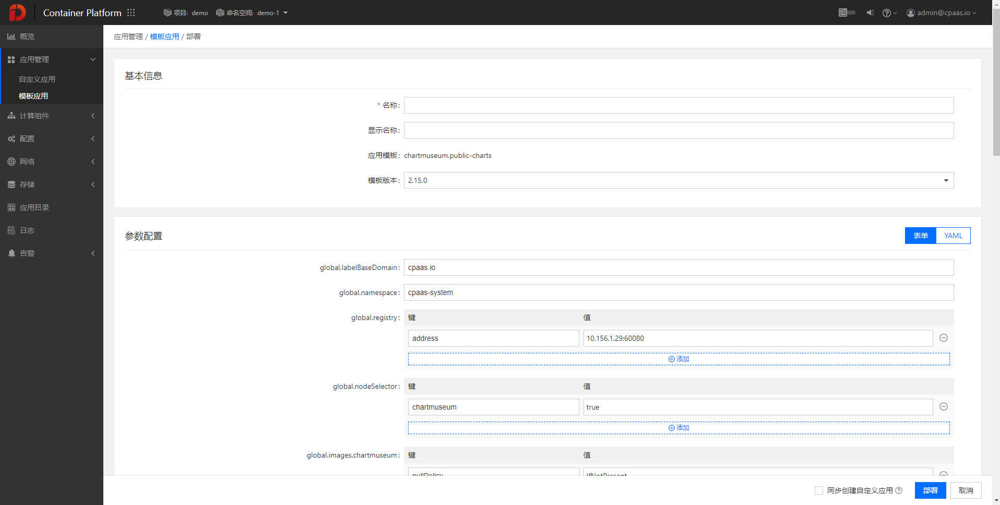 Container Platform
项目: demo
命名空间: demo-1
admin@cpaas.io
概览
应用管理
自定义应用
模板应用
计算组件
配置
网络
存储
应用目录
日志
告警
应用管理 / 模板应用 / 部署
基本信息
* 名称:
显示名称:
应用模板: chartmuseum.public-charts
模板版本: 2.15.0
参数配置
表单 YAML
global.labelBaseDomain: cpaas.io
global.namespace: cpaas-system
global.registry: 键 值
address 10.156.1.29:60080
添加
global.nodeSelector: 键 值
chartmuseum true
添加
global.images.chartmuseum: 键 值
pullPolicy IfNotPresent
同步创建自定义应用
部署 取消